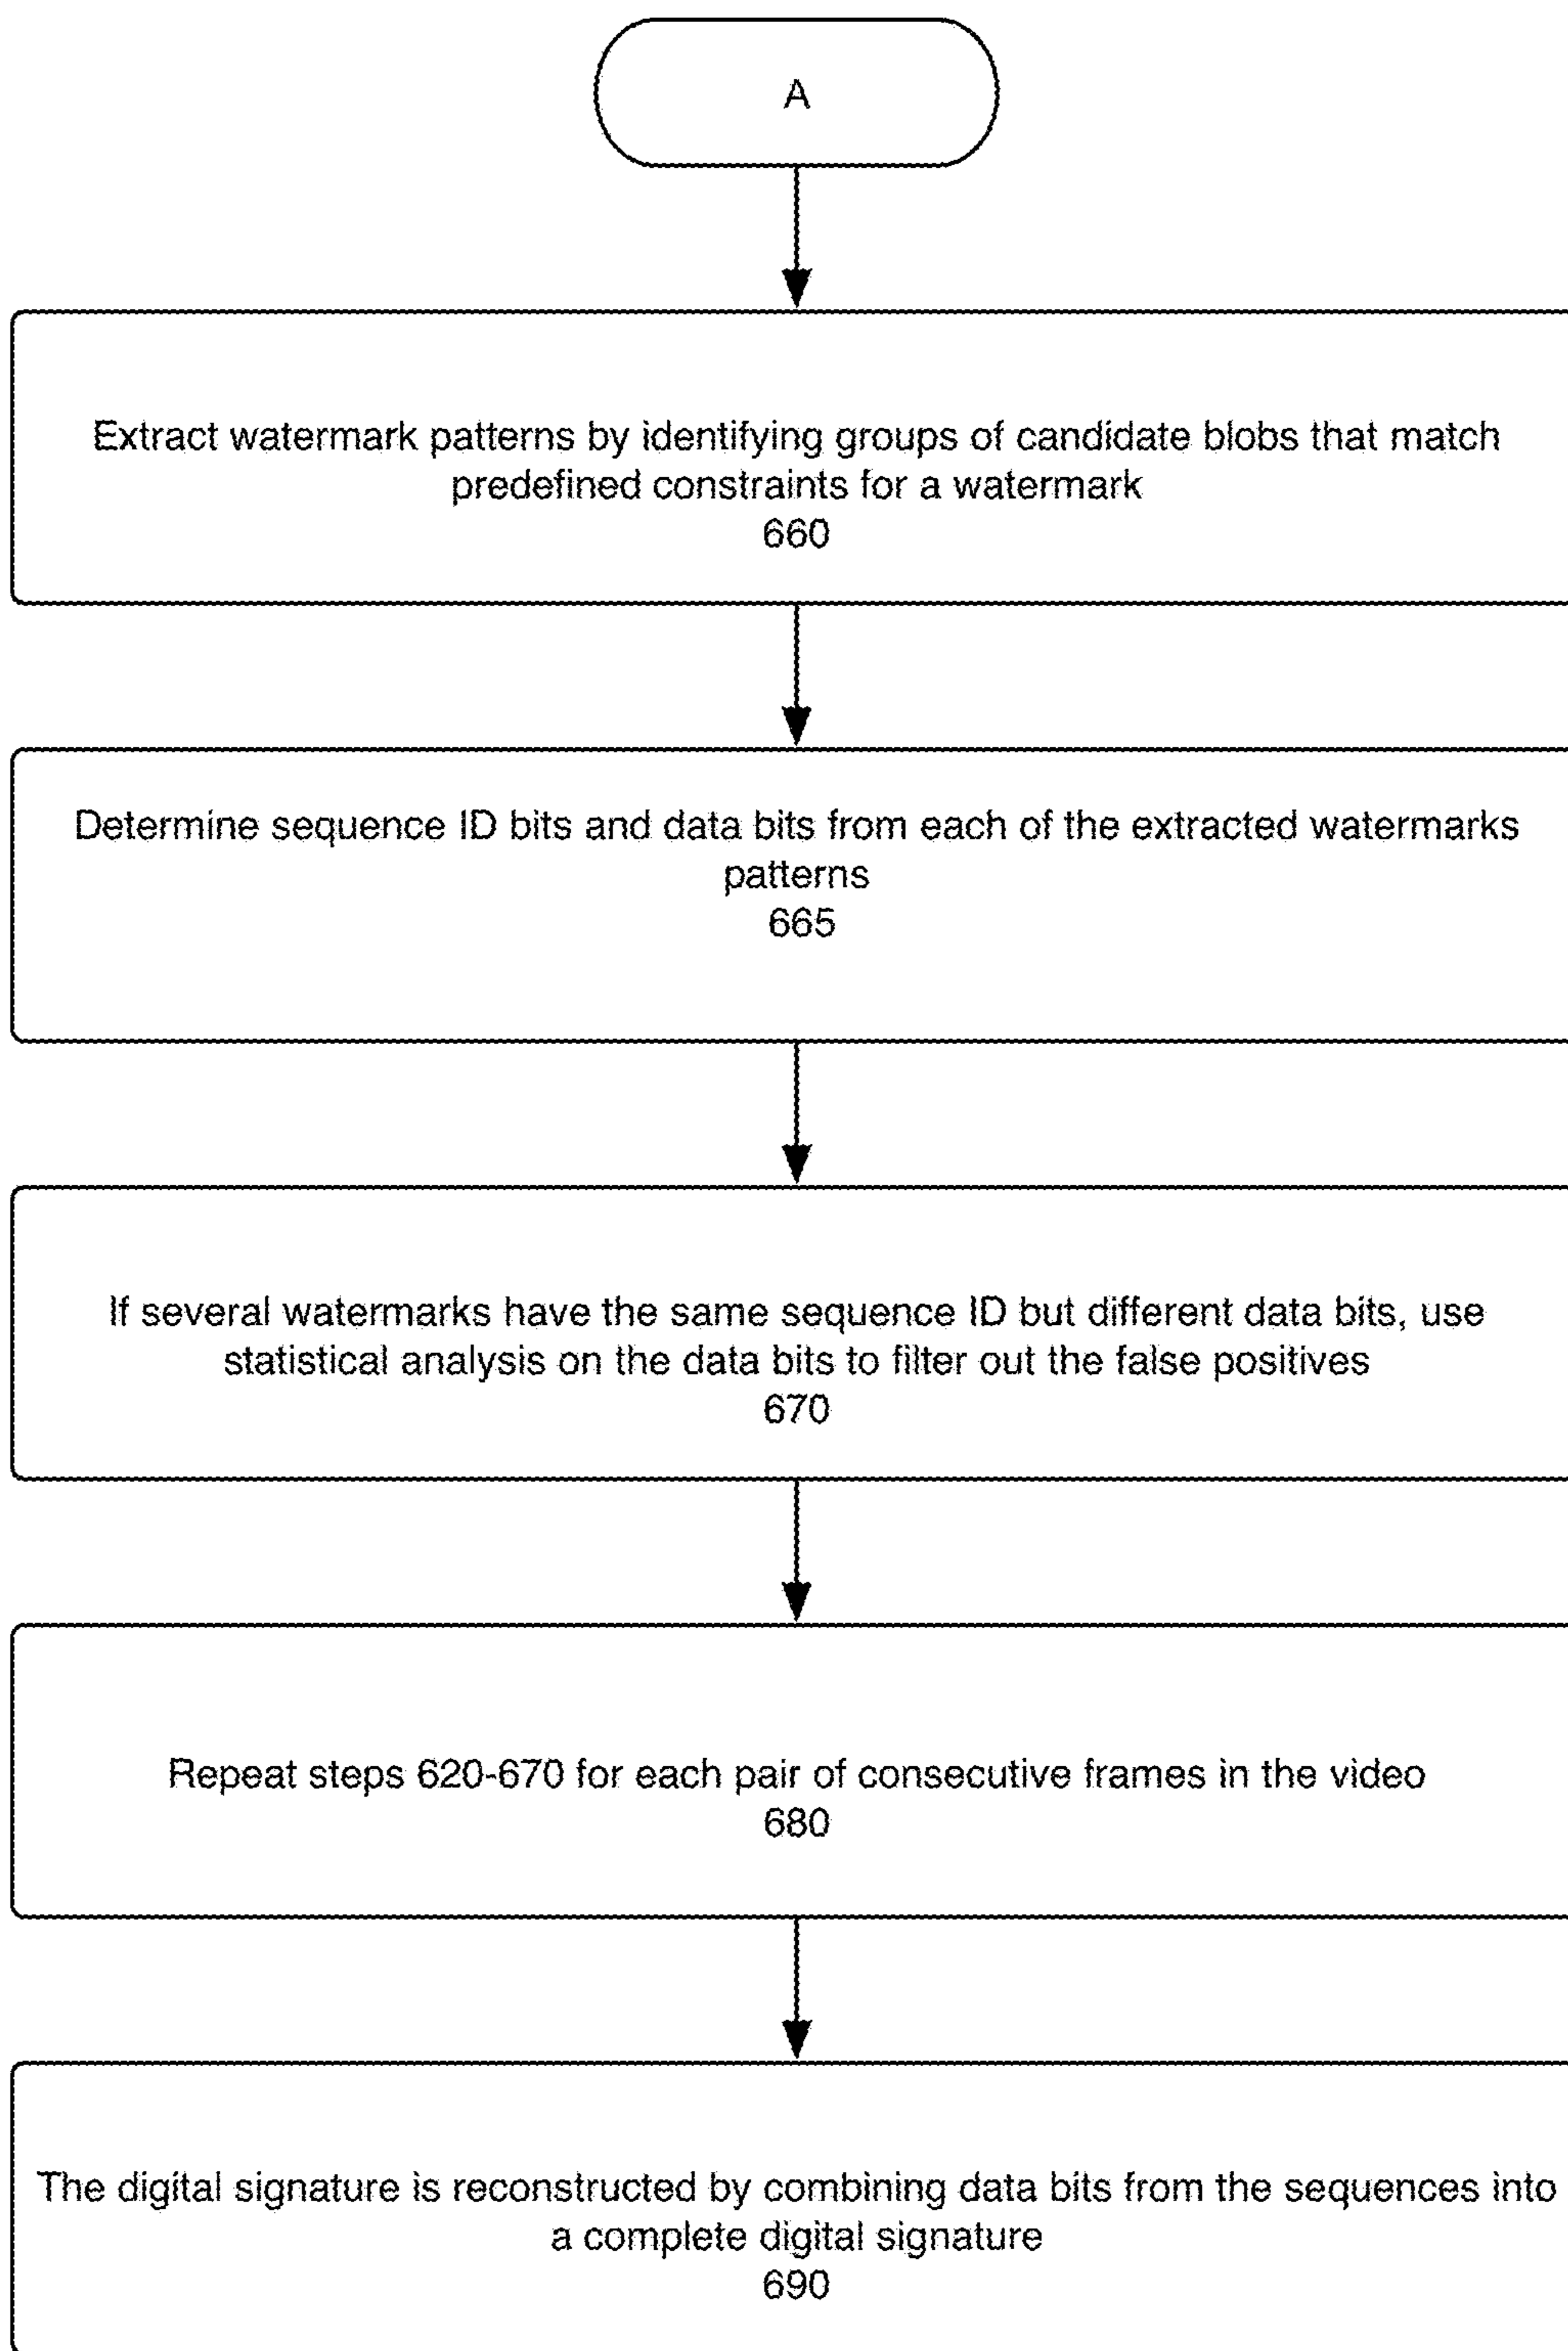 A
Extract watermark patterns by identifying groups of candidate blobs that match
predefined constraints for a watermark
660
Determine sequence ID bits and data bits from each of the extracted watermarks
patterns
665
If several watermarks have the same sequence ID but different data bits, use
statistical analysis on the data bits to filter out the false positives
670
Repeat steps 620-670 for each pair of consecutive frames in the video
680
The digital signature is reconstructed by combining data bits from the sequences into
a complete digital signature
690